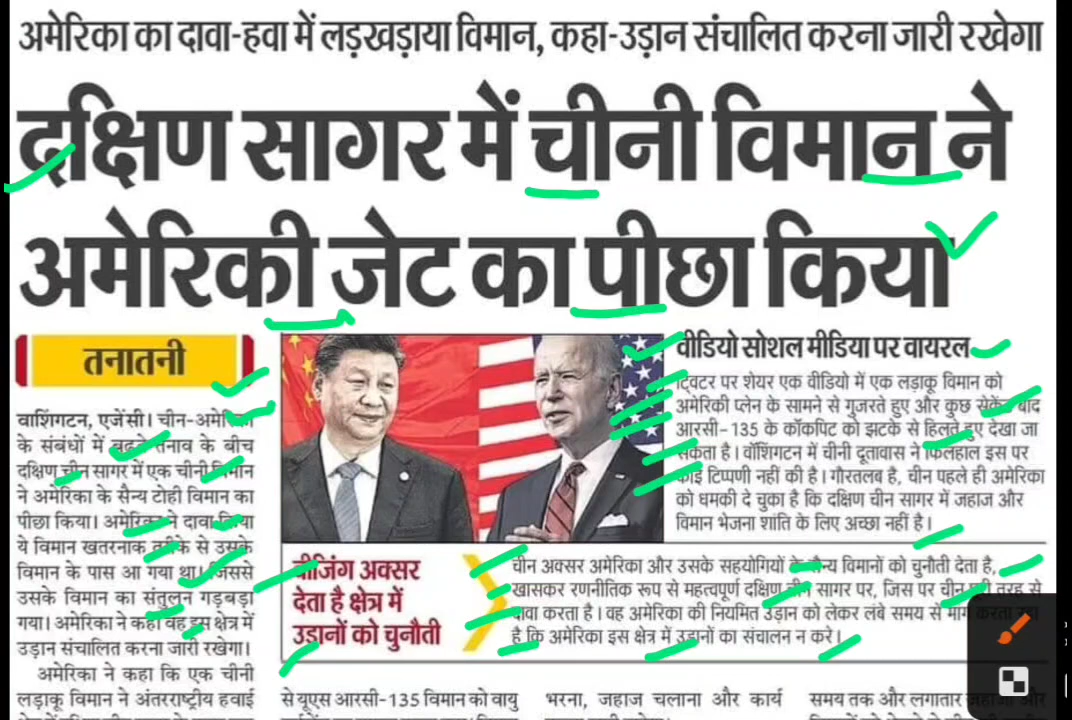 अमेरिका का दावा-हवा में लड़खड़ाया विमान, कहा-उड़ान संचालित करना जारी रखेगा
दक्षिण सागर में चीनी विमान ने
अमेरिकी जेट का पीछा किया
तनातनी
वाशिंगटन, एजेंसी। चीन-अमेरिका
के संबंधों में बढ़ते तनाव के बीच
दक्षिण चीन सागर में एक चीनी विमान
ने अमेरिका के सैन्य टोही विमान का
पीछा किया। अमेरिका ने दावा किया
ये विमान खतरनाक तरीके से उसके
विमान के पास आ गया था। जिससे
उसके विमान का संतुलन गड़बड़ा
गया। अमेरिका ने कहा वह इस क्षेत्र में
उड़ान संचालित करना जारी रखेगा।
अमेरिका ने कहा कि एक चीनी
लड़ाकू विमान ने अंतरराष्ट्रीय हवाई
वीडियो सोशल मीडिया पर वायरल
ट्विटर पर शेयर एक वीडियो में एक लड़ाकू विमान को
अमेरिकी प्लेन के सामने से गुजरते हुए और कुछ सेकेंड बाद
आरसी-135 के कॉकपिट को झटके से हिलते हुए देखा जा
सकता है। वॉशिंगटन में चीनी दूतावास ने फिलहाल इस पर
कोई टिप्पणी नहीं की है। गौरतलब है, चीन पहले ही अमेरिका
को धमकी दे चुका है कि दक्षिण चीन सागर में जहाज और
विमान भेजना शांति के लिए अच्छा नहीं है।
बीजिंग अक्सर
देता है क्षेत्र में
उड़ानों को चुनौती
चीन अक्सर अमेरिका और उसके सहयोगियों के सैन्य विमानों को चुनौती देता है,
खासकर रणनीतिक रूप से महत्वपूर्ण दक्षिण चीन सागर पर, जिस पर चीन पूरी तरह से
दावा करता है। वह अमेरिका की नियमित उड़ान को लेकर लंबे समय से मांग करता रहा
है कि अमेरिका इस क्षेत्र में उड़ानों का संचालन न करे।
से यूएस आरसी-135 विमान को वायु
भरना, जहाज चलाना और कार्य
समय तक और लगातार जहाजों और